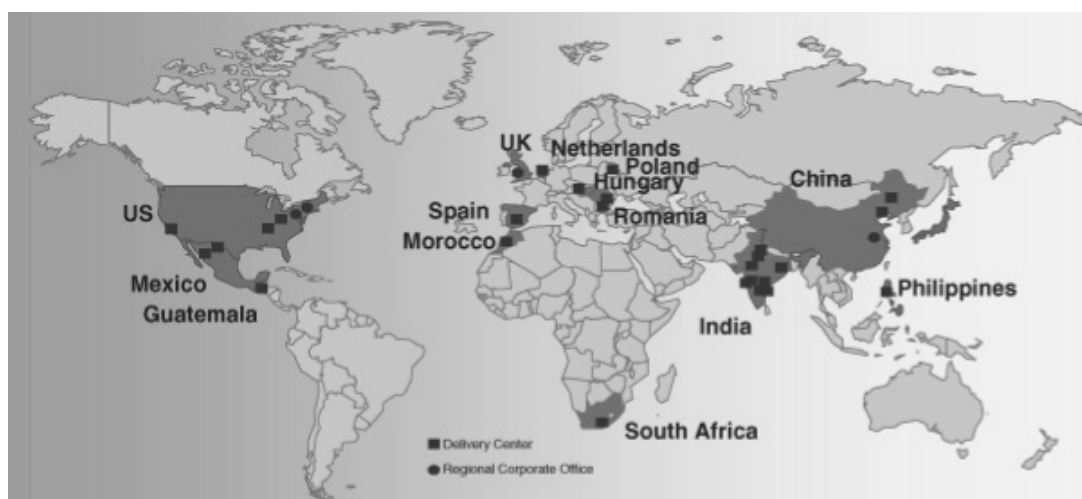 UK
Netherlands
Poland
Hungary
China
US
Spain
Romania
Morocco
Mexico
Philippines
Guatemala
India
South Africa
Delivery Center
Regional Corporate Office